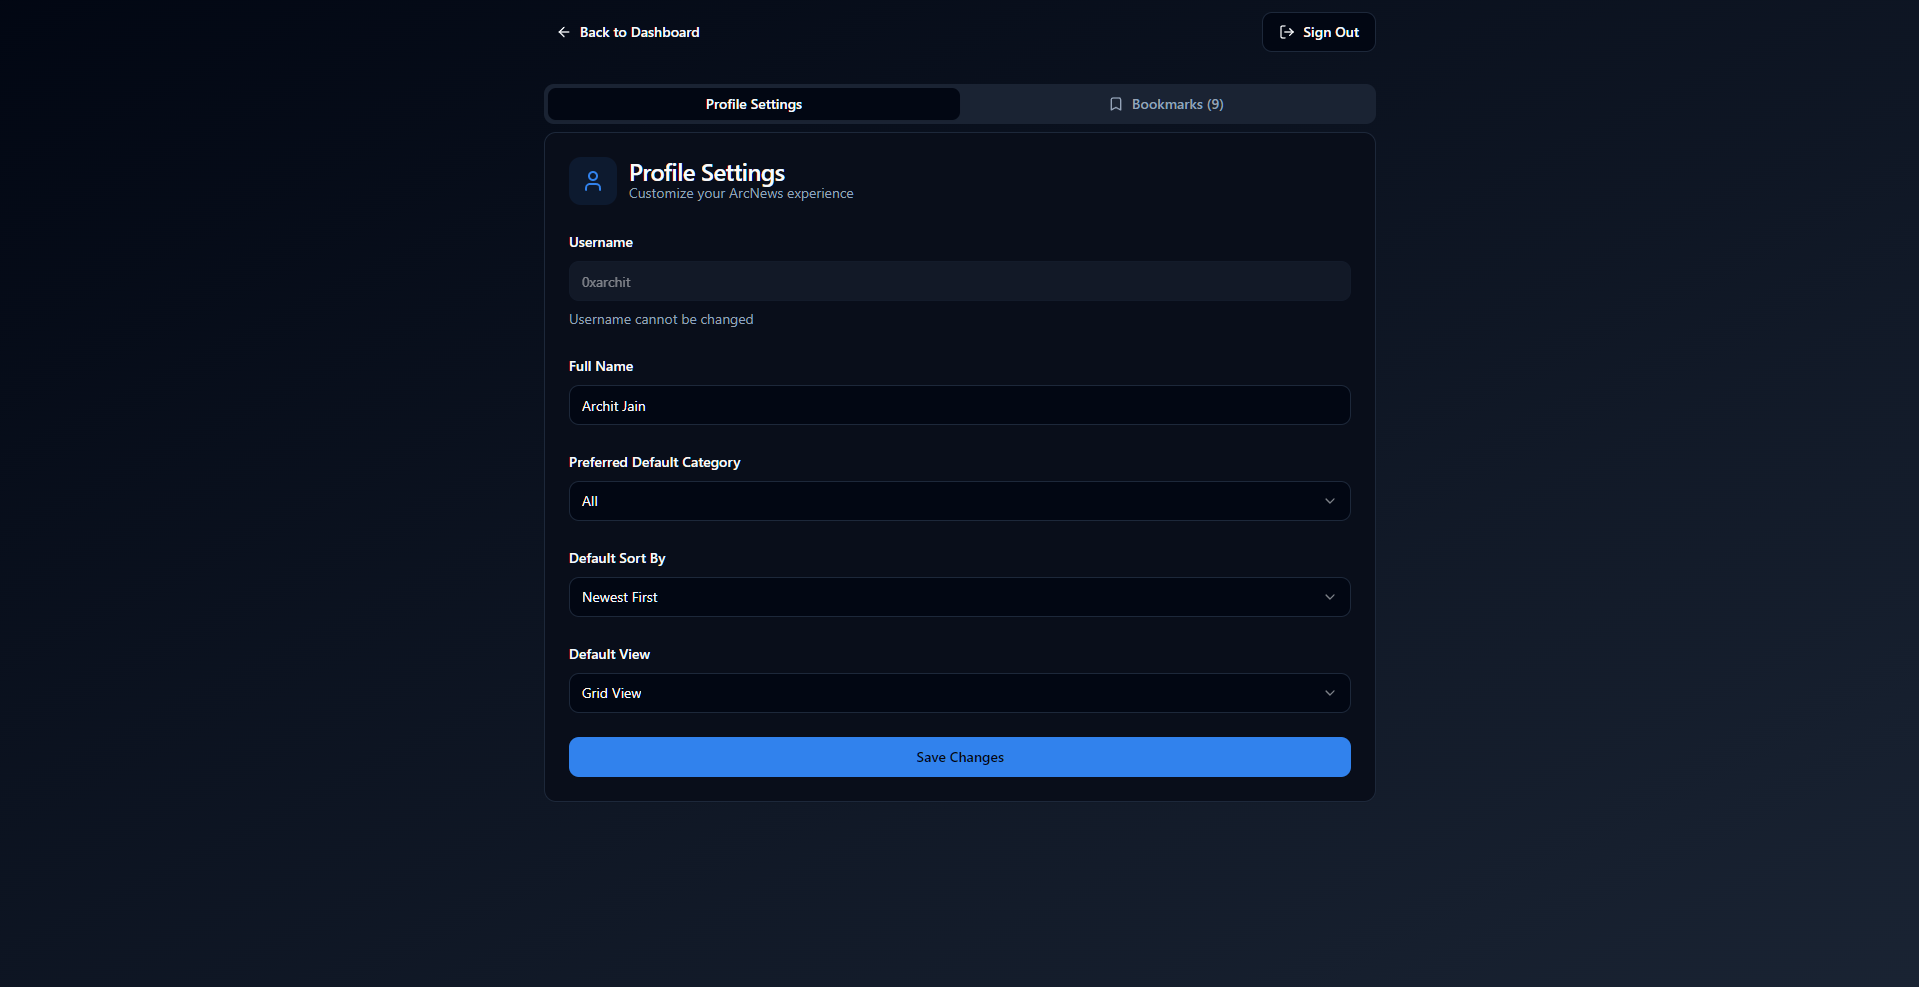 Back to Dashboard
Sign Out
Profile Settings
Bookmarks (9)
Profile Settings
Customize your ArcNews experience
Username
0xarchit
Username cannot be changed
Full Name
Archit Jain
Preferred Default Category
All
Default Sort By
Newest First
Default View
Grid View
Save Changes